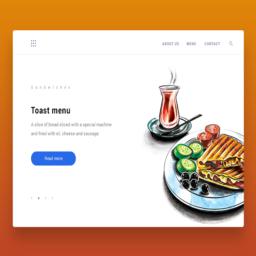 ABOUT US MENU CONTACT
Sandwiches
Toast menu
A slice of bread sliced with a special machine
and fried with oil, cheese and sausage
Read more